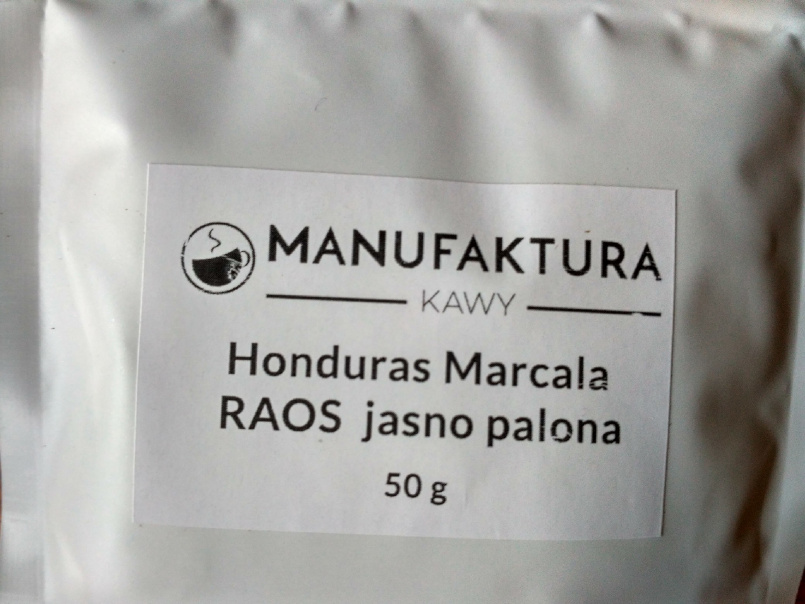 MANUFAKTURA
KAWY
Honduras Marcala
RAOS jasno palona
50 g